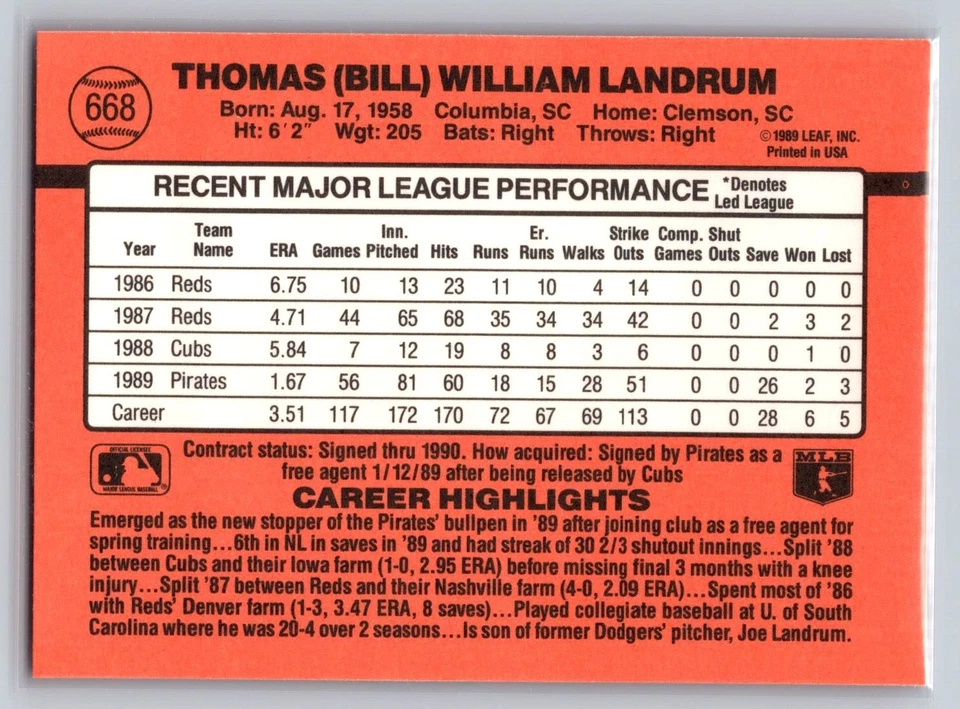 668
THOMAS (BILL) WILLIAM LANDRUM
Born: Aug. 17, 1958 Columbia, SC Home: Clemson, SC
Ht: 6'2" Wgt: 205 Bats: Right Throws: Right
©1989 LEAF, INC.
Printed in USA
RECENT MAJOR LEAGUE PERFORMANCE *Denotes Led League
Year Team Name ERA Games Inn. Pitched Hits Runs Er. Runs Walks Strike Outs Comp. Games Shut Outs Save Won Lost
1986 Reds 6.75 10 13 23 11 10 4 14 0 0 0 0 0
1987 Reds 4.71 44 65 68 35 34 34 42 0 0 2 3 2
1988 Cubs 5.84 7 12 19 8 8 3 6 0 0 0 1 0
1989 Pirates 1.67 56 81 60 18 15 28 51 0 0 26 2 3
Career 3.51 117 172 170 72 67 69 113 0 0 28 6 5
OFFICIAL LICENSEE
MAJOR LEAGUE BASEBALL
Contract status: Signed thru 1990. How acquired: Signed by Pirates as a
free agent 1/12/89 after being released by Cubs
MLB
CAREER HIGHLIGHTS
Emerged as the new stopper of the Pirates' bullpen in '89 after joining club as a free agent for
spring training...6th in NL in saves in '89 and had streak of 30 2/3 shutout innings...Split '88
between Cubs and their Iowa farm (1-0, 2.95 ERA) before missing final 3 months with a knee
injury...Split '87 between Reds and their Nashville farm (4-0, 2.09 ERA)...Spent most of '86
with Reds' Denver farm (1-3, 3.47 ERA, 8 saves)...Played collegiate baseball at U. of South
Carolina where he was 20-4 over 2 seasons...Is son of former Dodgers' pitcher, Joe Landrum.